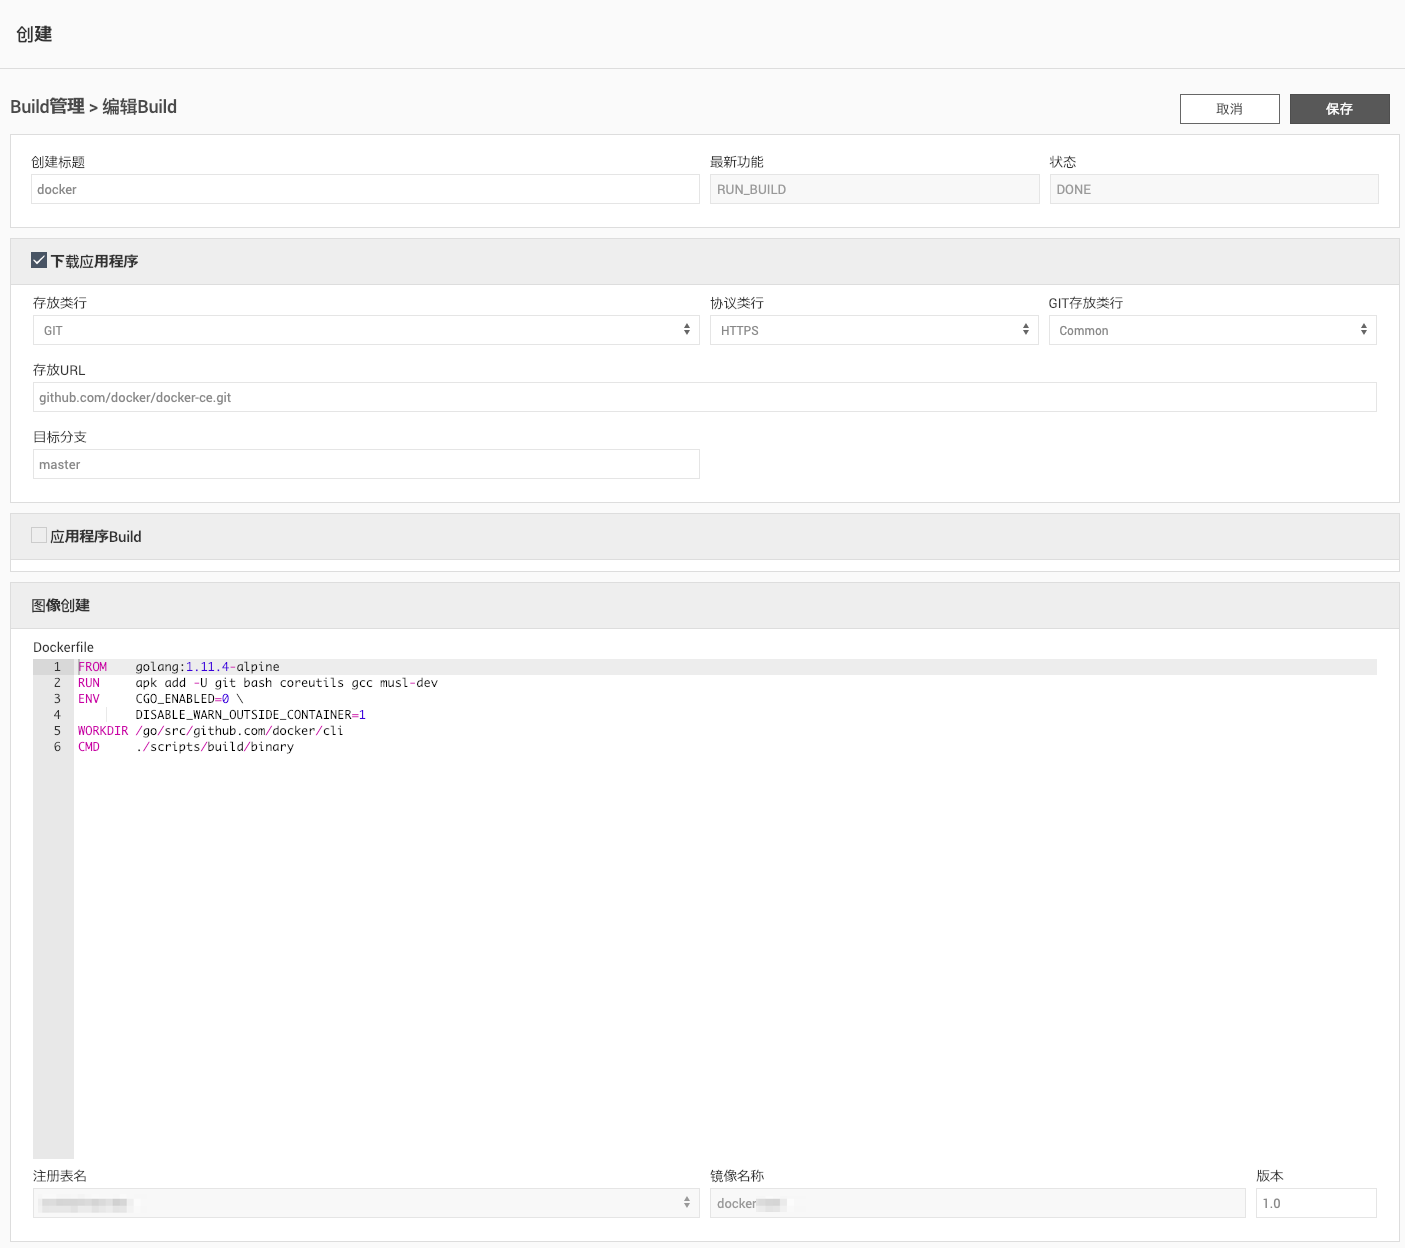 创建
Build管理 > 编辑Build
取消
保存
创建标题
最新功能
状态
docker
RUN_BUILD
DONE
下载应用程序
存放类行
协议类行
GIT存放类行
GIT
HTTPS
Common
存放URL
github.com/docker/docker-ce.git
目标分支
master
应用程序Build
图像创建
Dockerfile
1 FROM golang:1.11.4-alpine
2 RUN apk add -U git bash coreutils gcc musl-dev
3 ENV CGO_ENABLED=0 \
4 DISABLE_WARN_OUTSIDE_CONTAINER=1
5 WORKDIR /go/src/github.com/docker/cli
6 CMD ./scripts/build/binary
注册表名
镜像名称
版本
docker
1.0